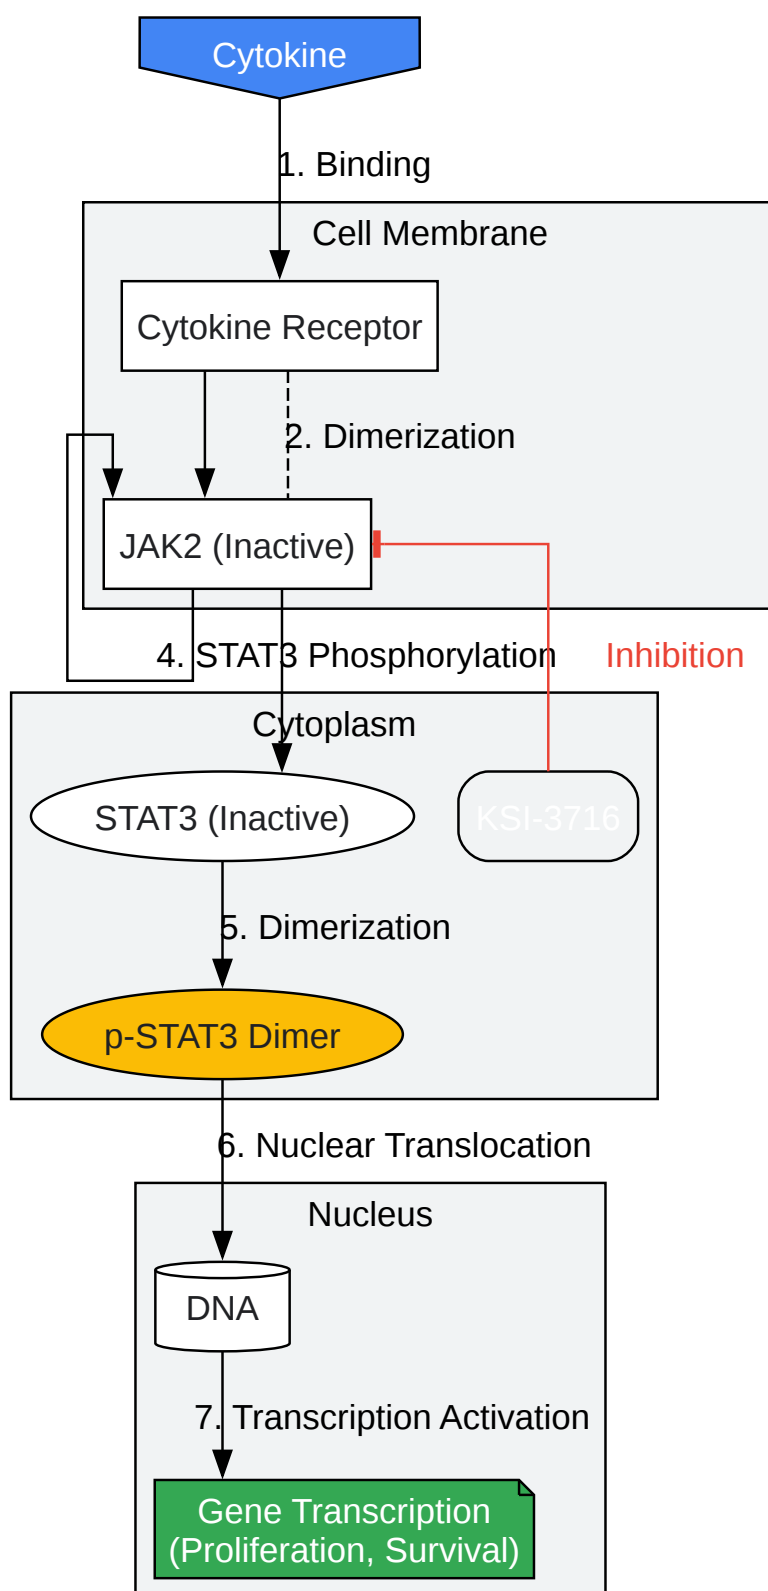 Cytokine
1. Binding
Cell Membrane
Cytokine Receptor
2. Dimerization
JAK2 (Inactive)
4. STAT3 Phosphorylation
Inhibition
Cytoplasm
STAT3 (Inactive)
KSI-3716
5. Dimerization
p-STAT3 Dimer
6. Nuclear Translocation
Nucleus
DNA
7. Transcription Activation
Gene Transcription
(Proliferation, Survival)